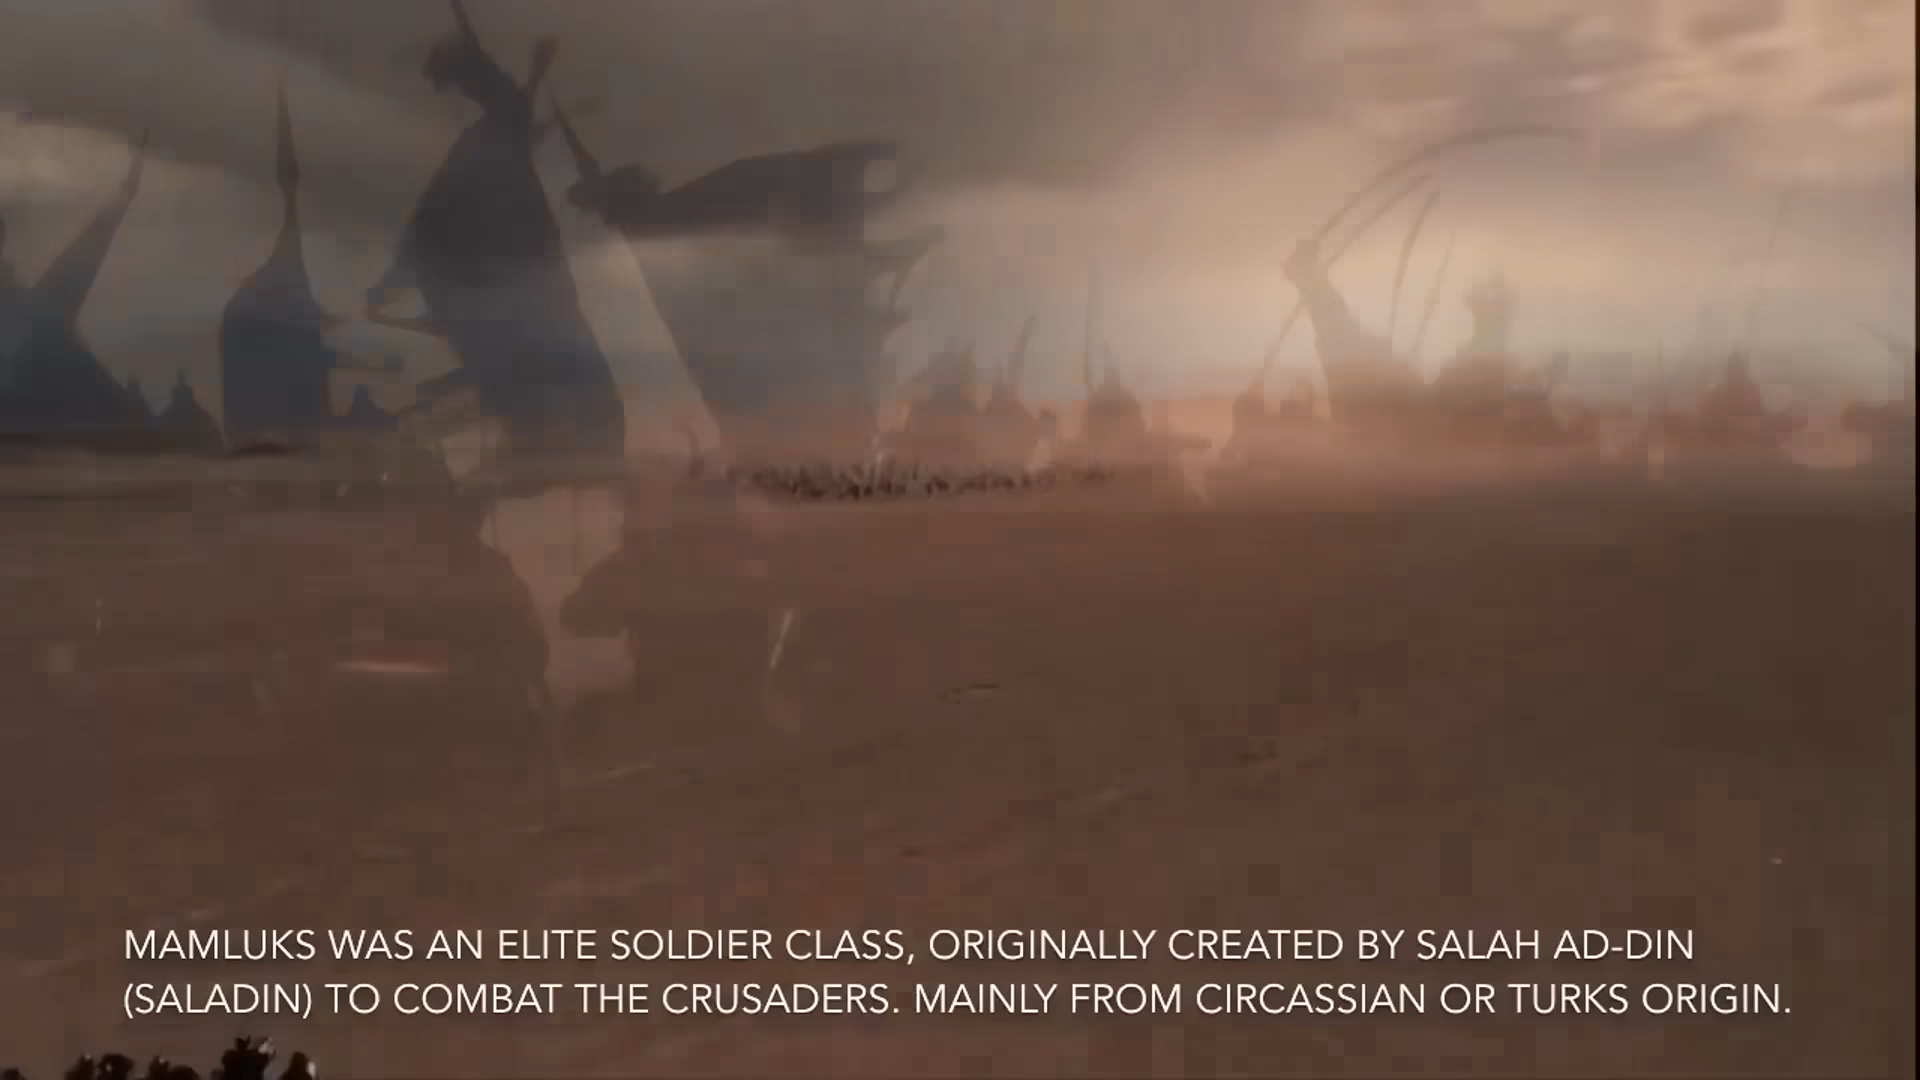 MAMLUKS WAS AN ELITE SOLDIER CLASS, ORIGINALLY CREATED BY SALAH AD-DIN
(SALADIN) TO COMBAT THE CRUSADERS. MAINLY FROM CIRCASSIAN OR TURKS ORIGIN.